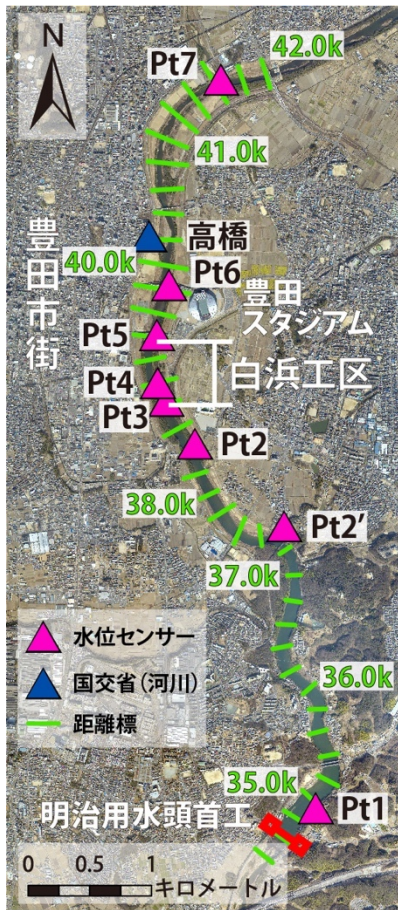 N
Pt7
42.0k
41.0k
豊田市街
高橋
40.0k
Pt6
豊田
スタジアム
Pt5
白浜工区
Pt4
Pt3
Pt2
38.0k
Pt2′
37.0k
水位センサー
国交省（河川）
距離標
36.0k
35.0k
Pt1
明治用水頭首工
0 0.5 1
キロメートル